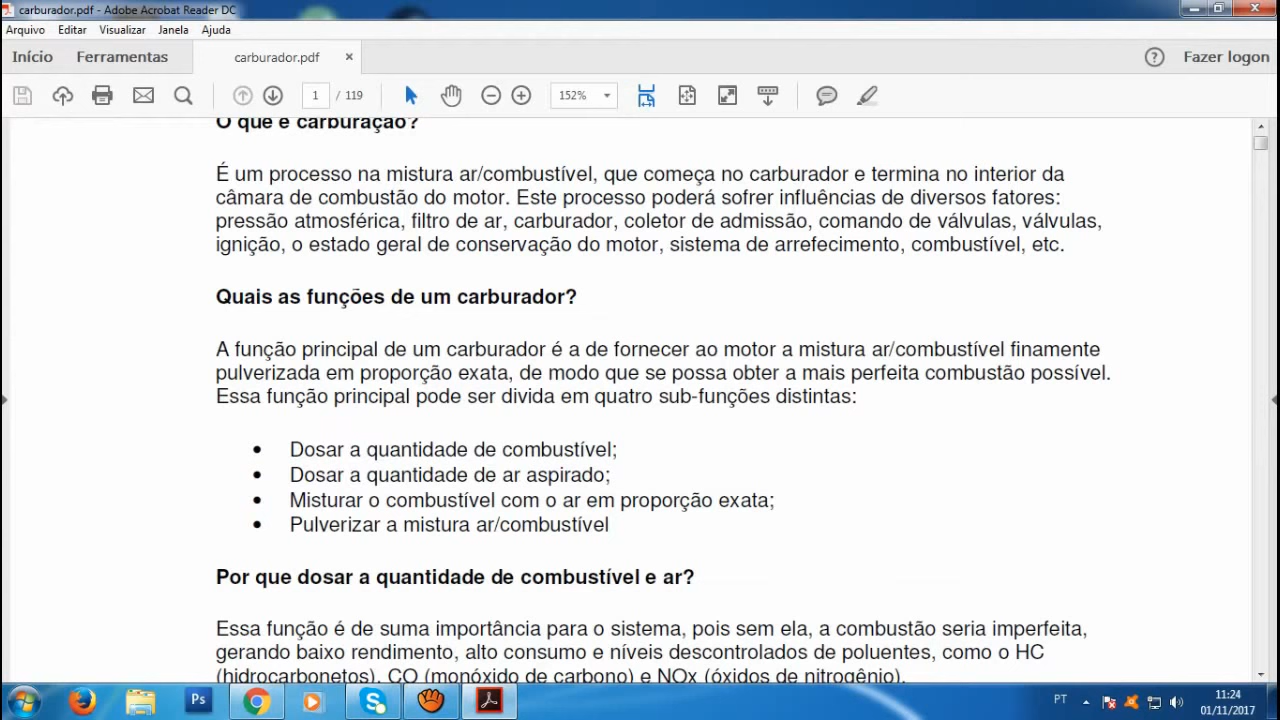 carburador.pdf - Adobe Acrobat Reader DC
Arquivo Editar Visualizar Janela Ajuda
Início Ferramentas carburador.pdf × ? Fazer logon
1 / 119 152%
O que é carburação?
É um processo na mistura ar/combustível, que começa no carburador e termina no interior da
câmara de combustão do motor. Este processo poderá sofrer influências de diversos fatores:
pressão atmosférica, filtro de ar, carburador, coletor de admissão, comando de válvulas, válvulas,
ignição, o estado geral de conservação do motor, sistema de arrefecimento, combustível, etc.
Quais as funções de um carburador?
A função principal de um carburador é a de fornecer ao motor a mistura ar/combustível finamente
pulverizada em proporção exata, de modo que se possa obter a mais perfeita combustão possível.
Essa função principal pode ser divida em quatro sub-funções distintas:
• Dosar a quantidade de combustível;
• Dosar a quantidade de ar aspirado;
• Misturar o combustível com o ar em proporção exata;
• Pulverizar a mistura ar/combustível
Por que dosar a quantidade de combustível e ar?
Essa função é de suma importância para o sistema, pois sem ela, a combustão seria imperfeita,
gerando baixo rendimento, alto consumo e níveis descontrolados de poluentes, como o HC
(hidrocarbonetos), CO (monóxido de carbono) e NOx (óxidos de nitrogênio).
Ps
PT
11:24
01/11/2017